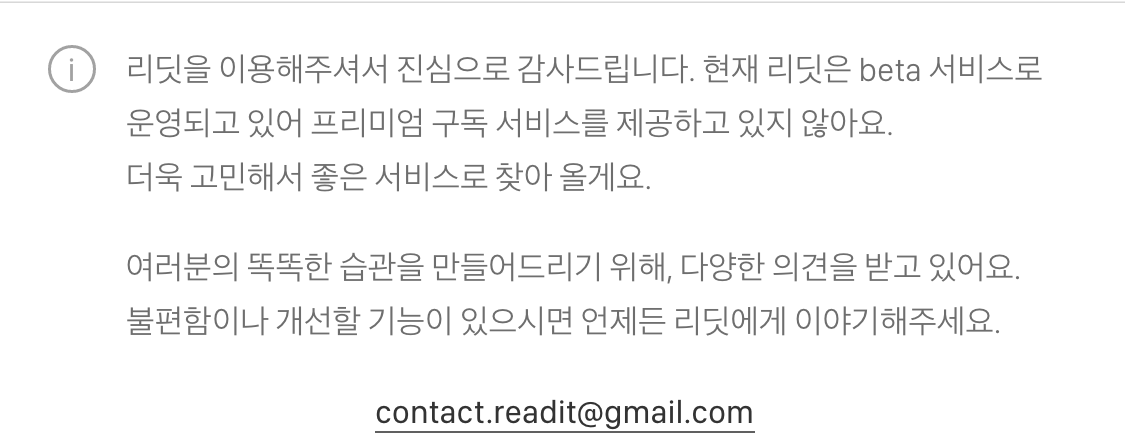 리딧을 이용해주셔서 진심으로 감사드립니다. 현재 리딧은 beta 서비스로
운영되고 있어 프리미엄 구독 서비스를 제공하고 있지 않아요.
더욱 고민해서 좋은 서비스로 찾아 올게요.
여러분의 똑똑한 습관을 만들어드리기 위해, 다양한 의견을 받고 있어요.
불편함이나 개선할 기능이 있으시면 언제든 리딧에게 이야기해주세요.
contact.readit@gmail.com